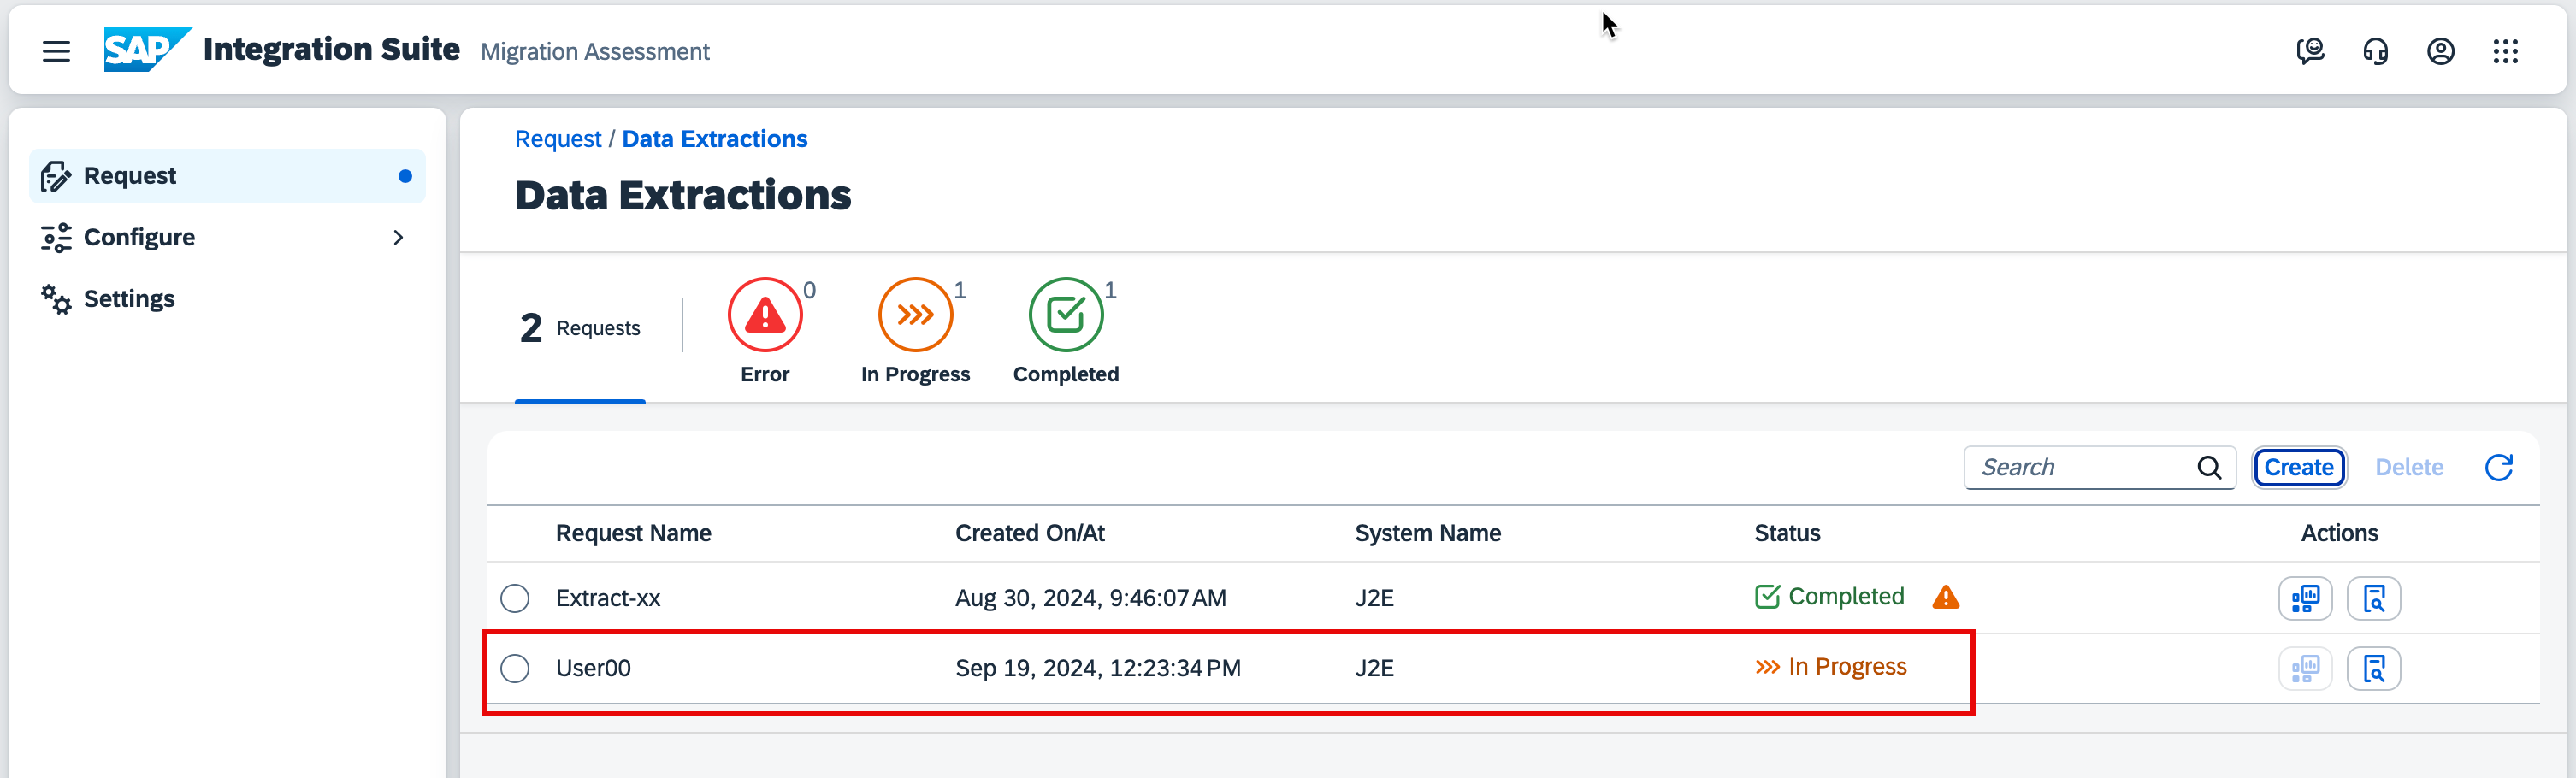 SAP Integration Suite Migration Assessment
Request
Configure
Settings
Request / Data Extractions
Data Extractions
2 Requests
0
Error
1
In Progress
1
Completed
Search Create Delete
Request Name Created On/At System Name Status Actions
Extract-xx Aug 30, 2024, 9:46:07 AM J2E Completed
User00 Sep 19, 2024, 12:23:34 PM J2E In Progress